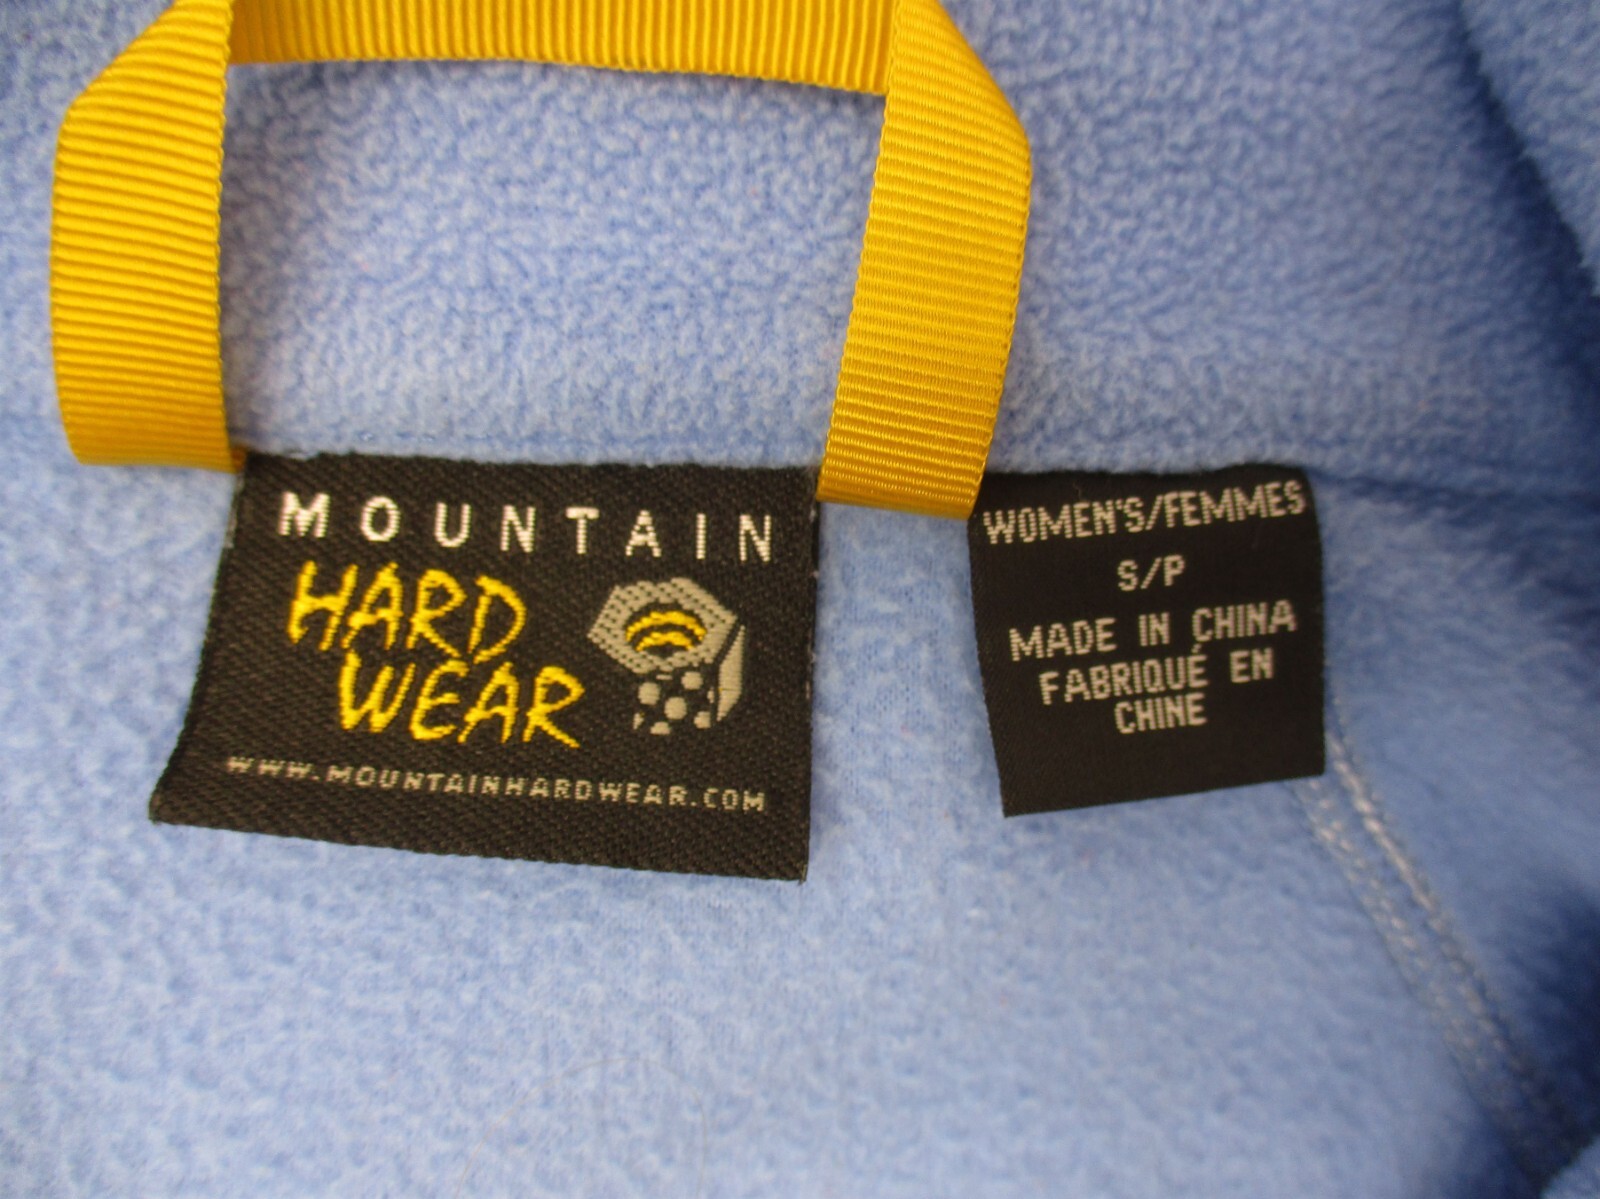 MOUNTAIN
HARD
WEAR
WWW.MOUNTAINHARDWEAR.COM
WOMEN'S/FEMMES
S/P
MADE IN CHINA
FABRIQUÉ EN
CHINE